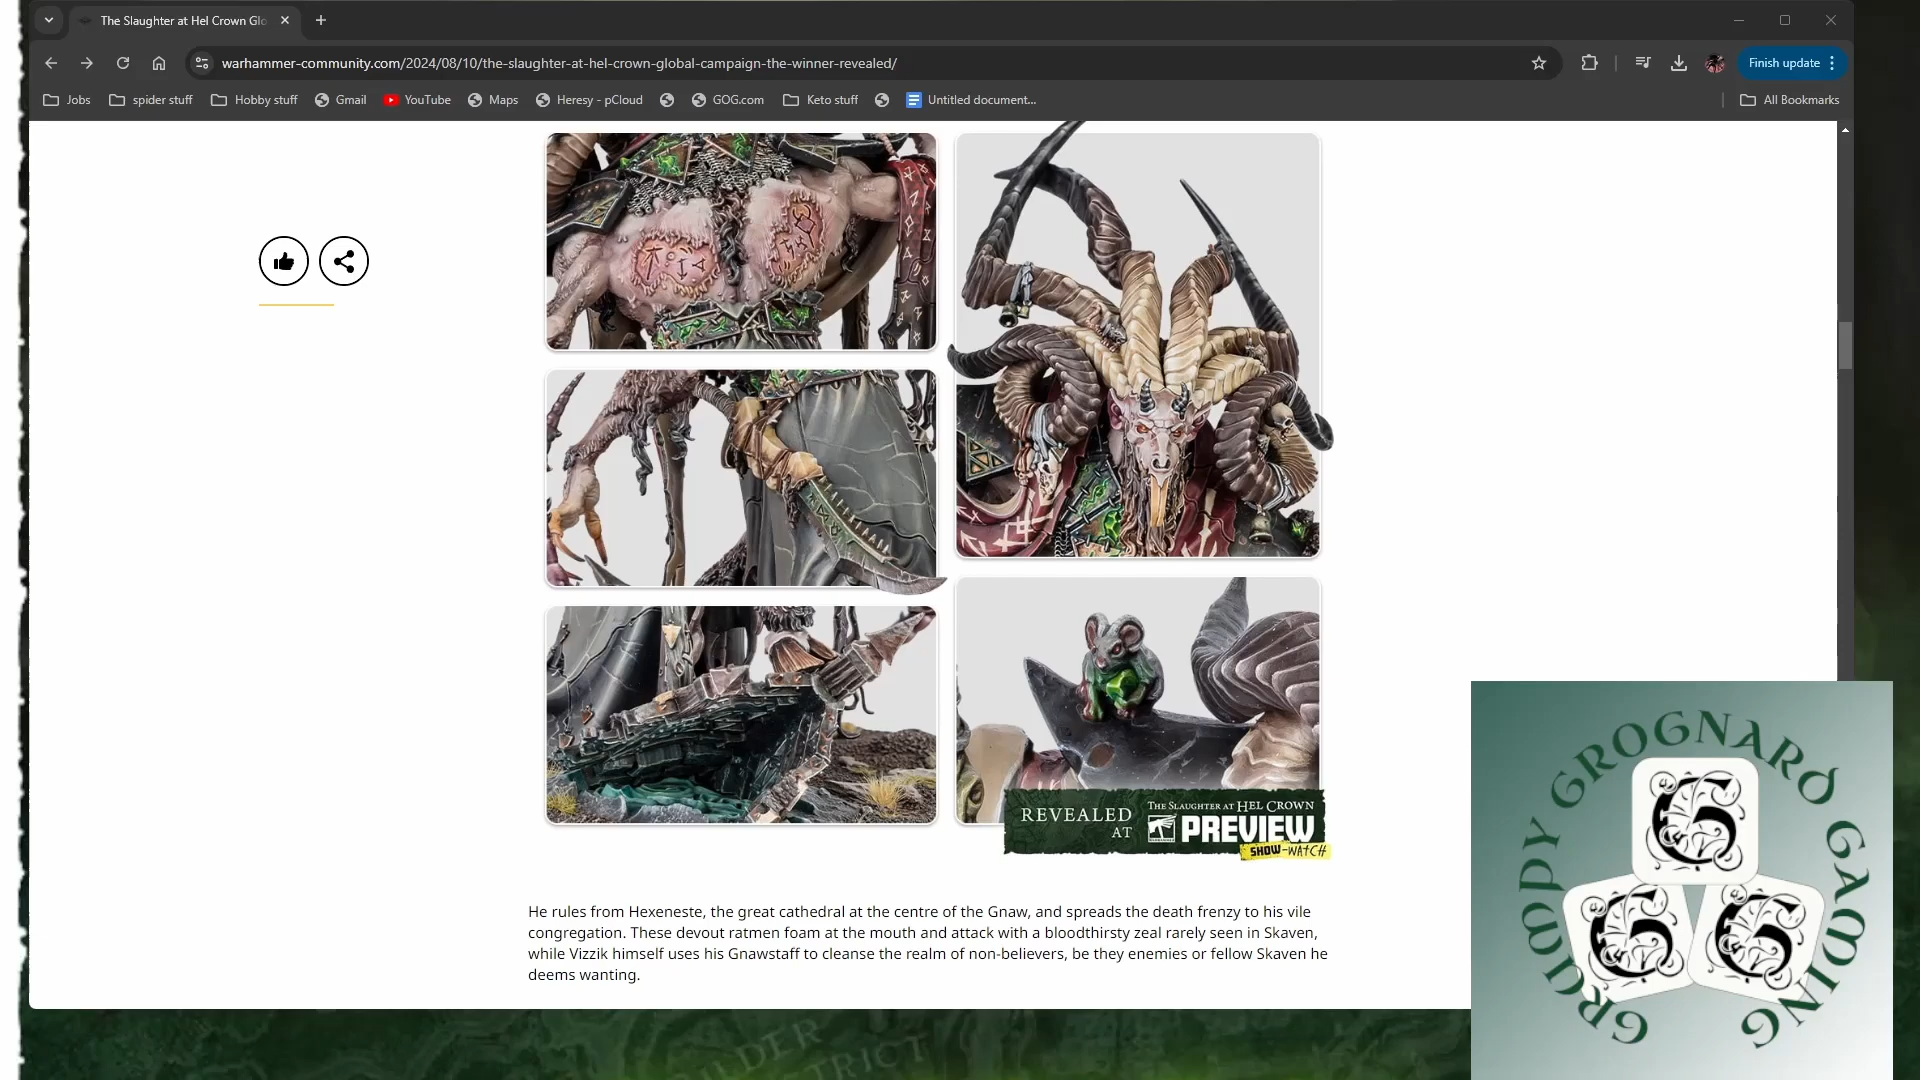 The Slaughter at Hel Crown Glo
warhammer-community.com/2024/08/10/the-slaughter-at-hel-crown-global-campaign-the-winner-revealed/
Finish update
Jobs
spider stuff
Hobby stuff
Gmail
YouTube
Maps
Heresy - pCloud
GOG.com
Keto stuff
Untitled document...
All Bookmarks
REVEALED
AT
THE SLAUGHTER AT HEL CROWN
PREVIEW
SHOW-WATCH
He rules from Hexeneste, the great cathedral at the centre of the Gnaw, and spreads the death frenzy to his vile
congregation. These devout ratmen foam at the mouth and attack with a bloodthirsty zeal rarely seen in Skaven,
while Vizzik himself uses his Gnawstaff to cleanse the realm of non-believers, be they enemies or fellow Skaven he
deems wanting.
GRUMPY GROGNARD GAMING
G
G
G